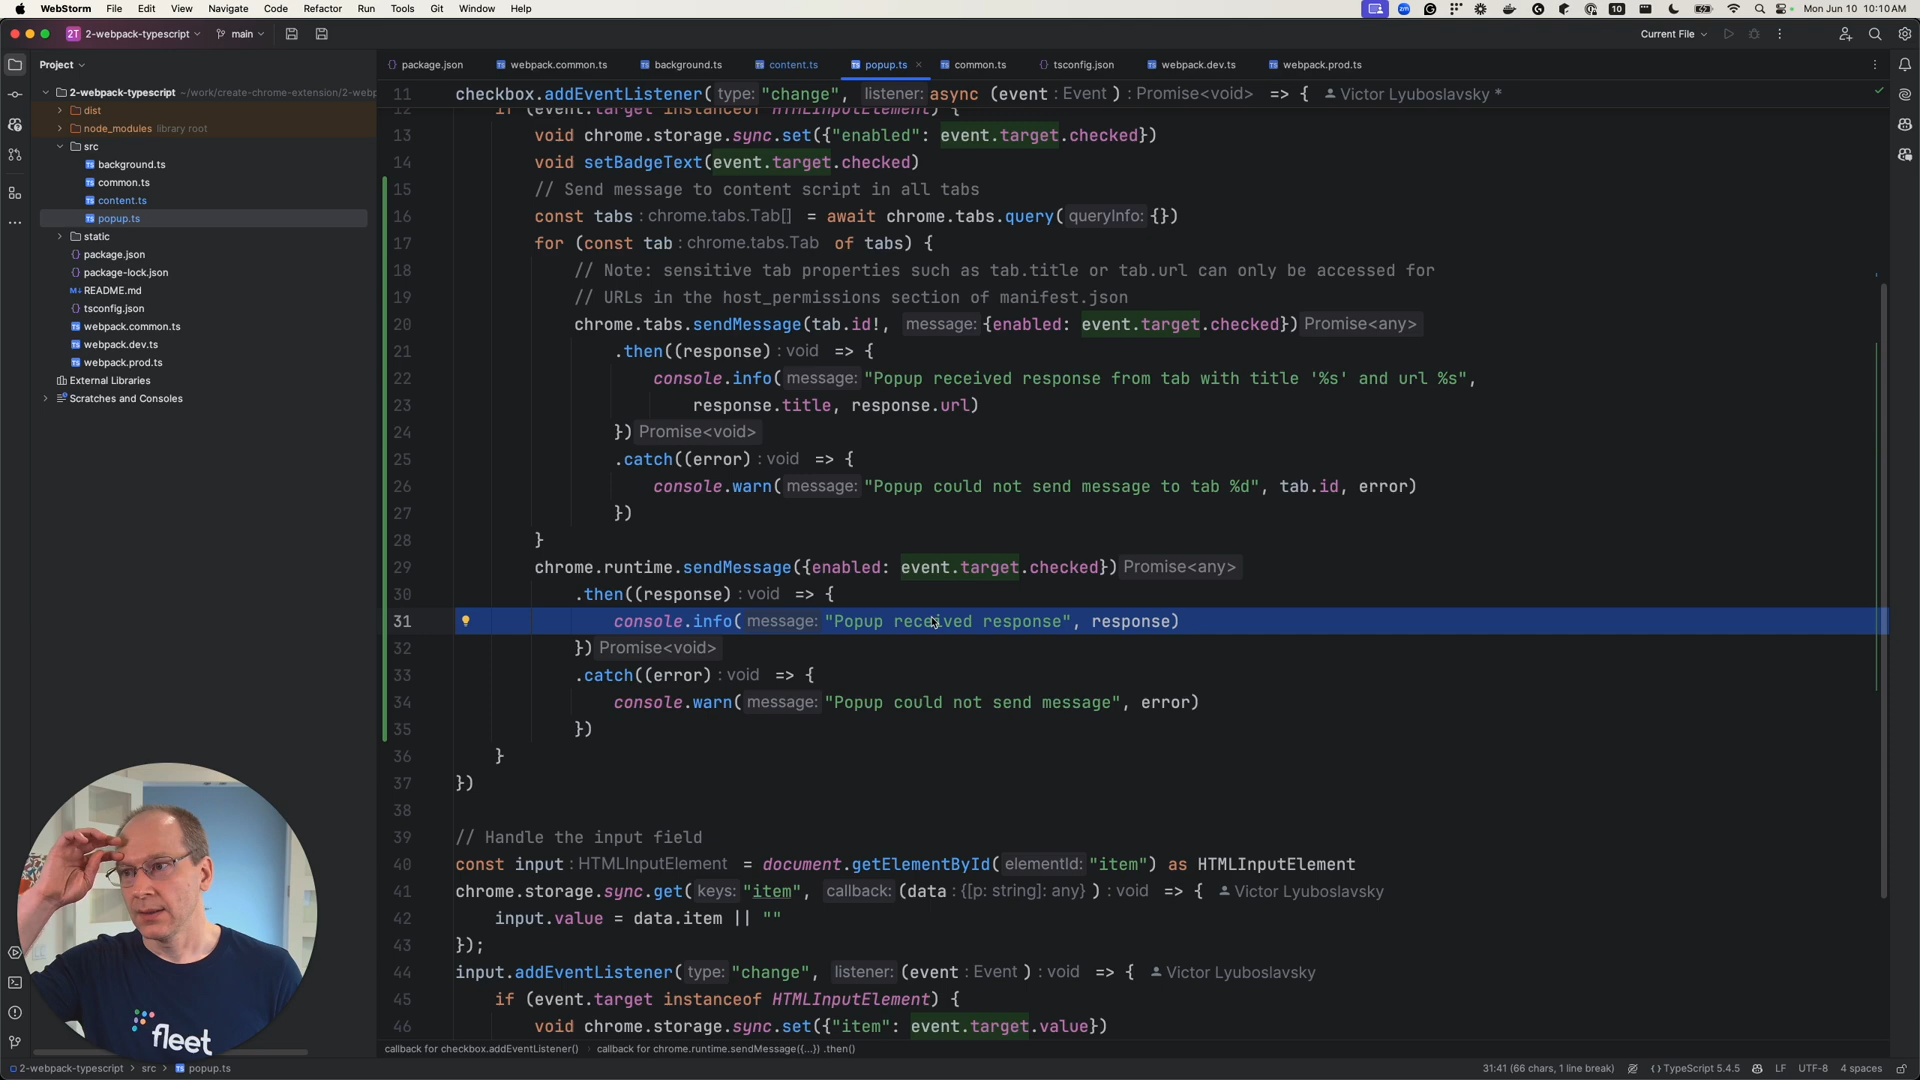 WebStorm File Edit View Navigate Code Refactor Run Tools Git Window Help 10 Mon Jun 10 10:10 AM
2T 2-webpack-typescript main Current File
Project
package.json webpack.common.ts background.ts content.ts popup.ts common.ts tsconfig.json webpack.dev.ts webpack.prod.ts
2-webpack-typescript ~/work/create-chrome-extension/2-webp
dist
node_modules library root
src
background.ts
common.ts
content.ts
popup.ts
static
package.json
package-lock.json
README.md
tsconfig.json
webpack.common.ts
webpack.dev.ts
webpack.prod.ts
External Libraries
Scratches and Consoles
11 checkbox.addEventListener( type: "change", listener: async (event : Event ) : Promise<void> => { Victor Lyuboslavsky *
12 if (event.target instanceof HTMLInputElement) {
13 void chrome.storage.sync.set({"enabled": event.target.checked})
14 void setBadgeText(event.target.checked)
15 // Send message to content script in all tabs
16 const tabs : chrome.tabs.Tab[] = await chrome.tabs.query( queryInfo: {})
17 for (const tab : chrome.tabs.Tab of tabs) {
18 // Note: sensitive tab properties such as tab.title or tab.url can only be accessed for
19 // URLs in the host_permissions section of manifest.json
20 chrome.tabs.sendMessage(tab.id!, message: {enabled: event.target.checked}) Promise<any>
21 .then((response) : void => {
22 console.info( message: "Popup received response from tab with title '%s' and url %s",
23 response.title, response.url)
24 }) Promise<void>
25 .catch((error) : void => {
26 console.warn( message: "Popup could not send message to tab %d", tab.id, error)
27 })
28 }
29 chrome.runtime.sendMessage({enabled: event.target.checked}) Promise<any>
30 .then((response) : void => {
31 console.info( message: "Popup received response", response)
32 }) Promise<void>
33 .catch((error) : void => {
34 console.warn( message: "Popup could not send message", error)
35 })
36 }
37 })
38
39 // Handle the input field
40 const input : HTMLInputElement = document.getElementById( elementId: "item") as HTMLInputElement
41 chrome.storage.sync.get( keys: "item", callback: (data : {[p: string]: any} ) : void => { Victor Lyuboslavsky
42 input.value = data.item || ""
43 });
44 input.addEventListener( type: "change", listener: (event : Event ) : void => { Victor Lyuboslavsky
45 if (event.target instanceof HTMLInputElement) {
46 void chrome.storage.sync.set({"item": event.target.value})
fleet
callback for checkbox.addEventListener() callback for chrome.runtime.sendMessage({...}) .then()
2-webpack-typescript src popup.ts 31:41 (66 chars, 1 line break) TypeScript 5.4.5 LF UTF-8 4 spaces